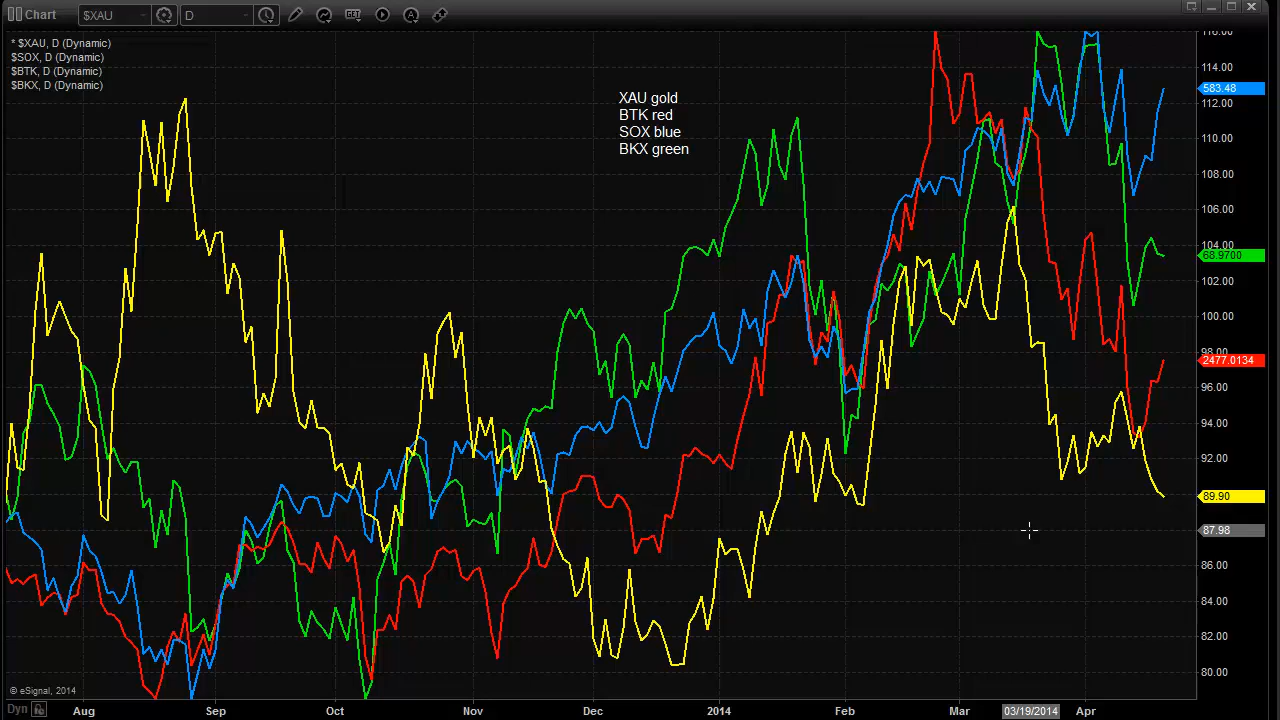 Chart $XAU D GET A
* $XAU, D (Dynamic)
$SOX, D (Dynamic)
$BTK, D (Dynamic)
$BKX, D (Dynamic)
XAU gold
BTK red
SOX blue
BKX green
116.00
114.00
583.48
112.00
110.00
108.00
106.00
104.00
68.9700
102.00
100.00
98.00
2477.0134
96.00
94.00
92.00
89.90
87.98
86.00
84.00
82.00
80.00
© eSignal, 2014
Dyn Aug Sep Oct Nov Dec 2014 Feb Mar 03/19/2014 Apr